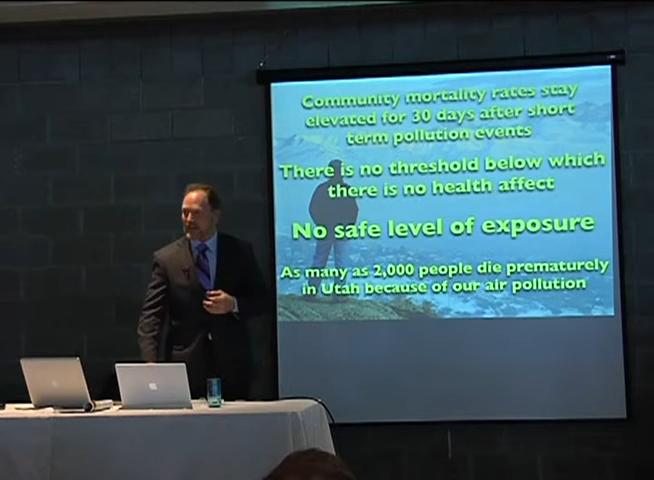 Community mortality rates stay
elevated for 30 days after short
term pollution events
There is no threshold below which
there is no health affect
No safe level of exposure
As many as 2,000 people die prematurely
in Utah because of our air pollution